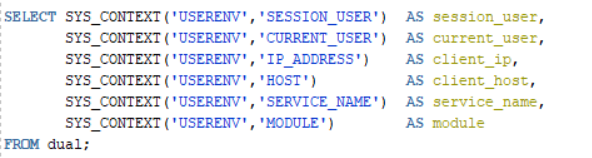 SELECT SYS_CONTEXT('USERENV','SESSION_USER')  AS session_user,
       SYS_CONTEXT('USERENV','CURRENT_USER')  AS current_user,
       SYS_CONTEXT('USERENV','IP_ADDRESS')    AS client_ip,
       SYS_CONTEXT('USERENV','HOST')          AS client_host,
       SYS_CONTEXT('USERENV','SERVICE_NAME')  AS service_name,
       SYS_CONTEXT('USERENV','MODULE')        AS module
FROM dual;